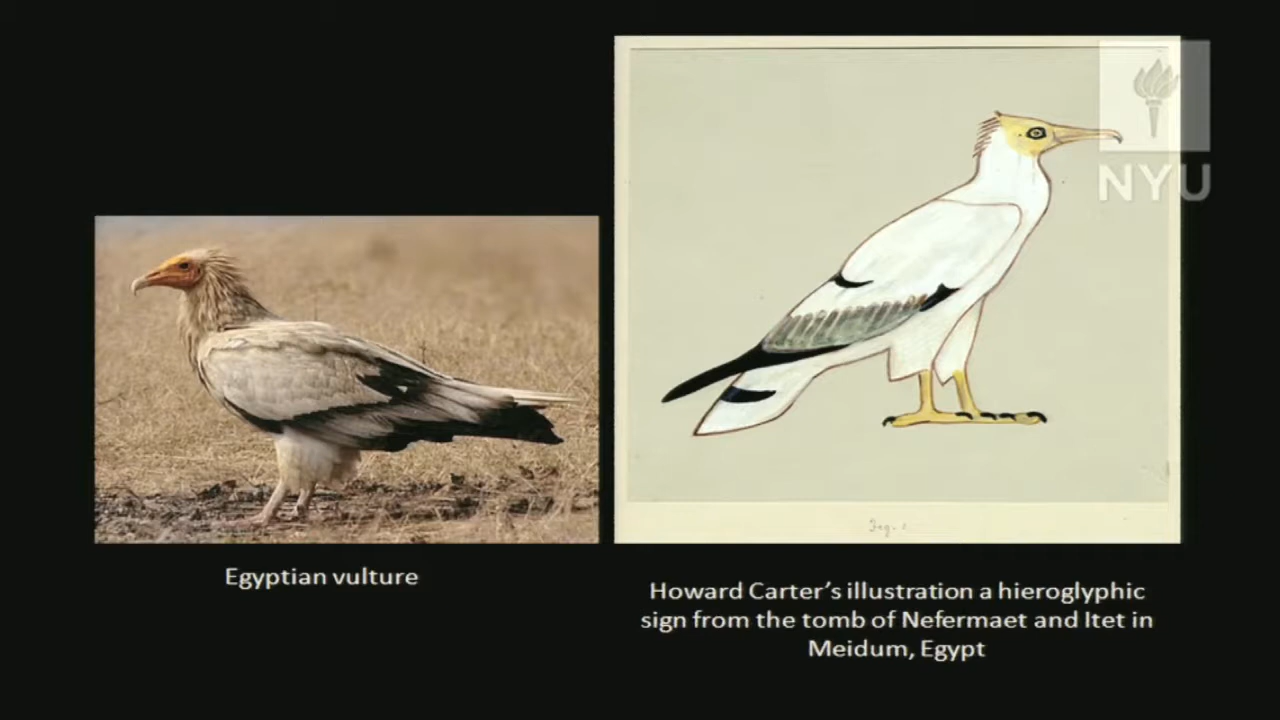 NYU
Egyptian vulture
Howard Carter's illustration a hieroglyphic
sign from the tomb of Nefermaet and Itet in
Meidum, Egypt